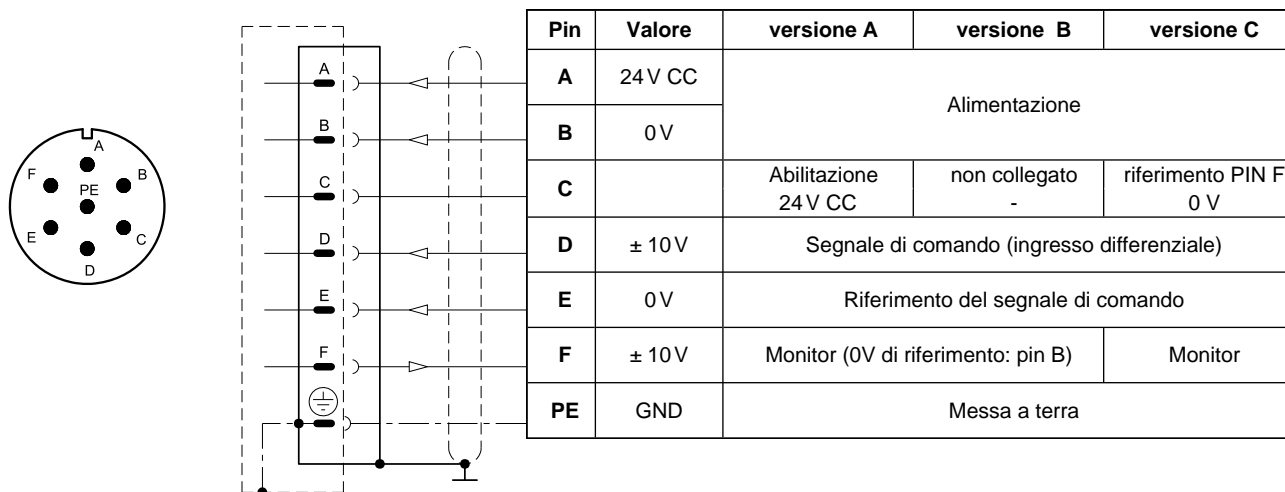 A
B
C
D
E
F
PE
A
B
C
D
E
F
Pin Valore versione A versione B versione C
A 24 V CC Alimentazione
B 0 V
C Abilitazione 24 V CC non collegato - riferimento PIN F 0 V
D ± 10 V Segnale di comando (ingresso differenziale)
E 0 V Riferimento del segnale di comando
F ± 10 V Monitor (0V di riferimento: pin B) Monitor
PE GND Messa a terra